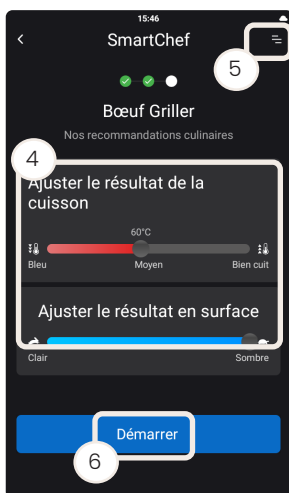 15:46
SmartChef
5
Bœuf Griller
Nos recommandations culinaires
4
Ajuster le résultat de la
cuisson
60°C
Bleu Moyen Bien cuit
Ajuster le résultat en surface
Clair Sombre
Démarrer
6